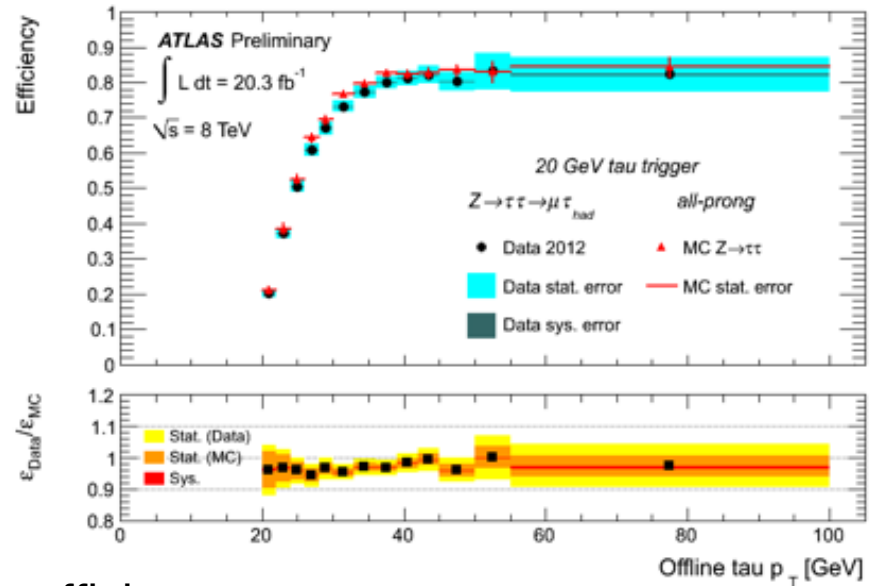 Efficiency
1
0.9
0.8
0.7
0.6
0.5
0.4
0.3
0.2
0.1
0
ATLAS Preliminary
∫ L dt = 20.3 fb⁻¹
√s = 8 TeV
20 GeV tau trigger
Z→ττ→μτ_had all-prong
Data 2012 MC Z→ττ
Data stat. error MC stat. error
Data sys. error
ε_Data/ε_MC
1.2
1.1
1
0.9
0.8
Stat. (Data)
Stat. (MC)
Sys.
0 20 40 60 80 100
Offline tau p_T [GeV]